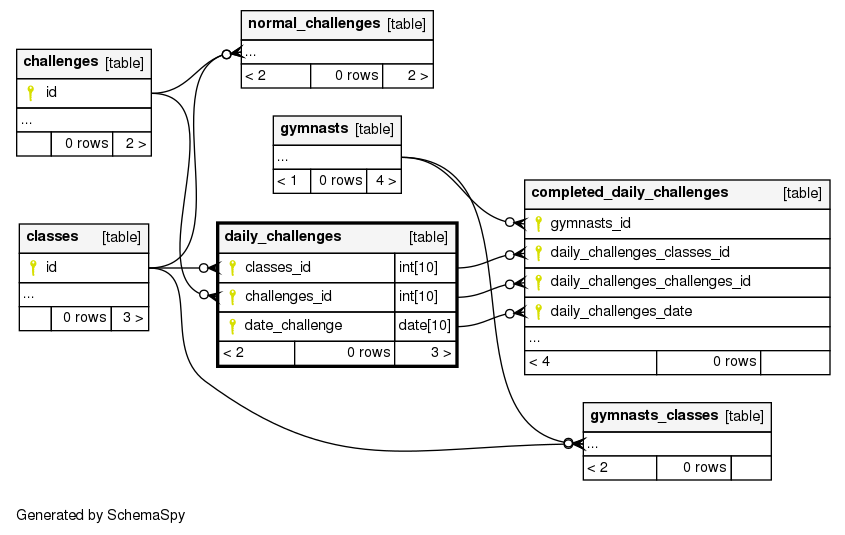 normal_challenges [table]
...
< 2 0 rows 2 >
challenges [table]
id
...
0 rows 2 >
gymnasts [table]
...
< 1 0 rows 4 >
completed_daily_challenges [table]
gymnasts_id
daily_challenges_classes_id
daily_challenges_challenges_id
daily_challenges_date
...
< 4 0 rows
classes [table]
id
...
0 rows 3 >
daily_challenges [table]
classes_id int[10]
challenges_id int[10]
date_challenge date[10]
< 2 0 rows 3 >
gymnasts_classes [table]
...
< 2 0 rows
Generated by SchemaSpy